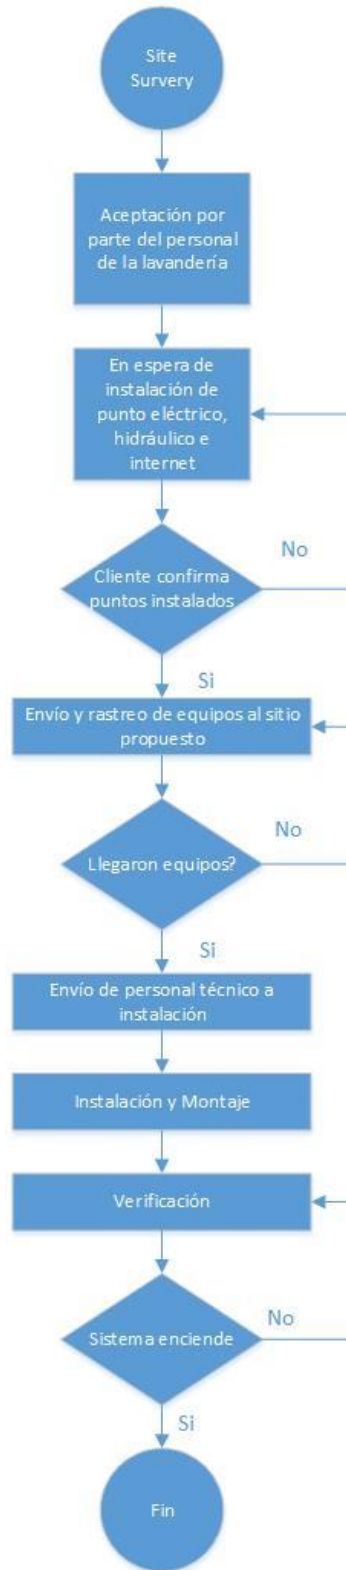 Site
Survery
Aceptación por
parte del personal
de la lavandería
En espera de
instalación de
punto eléctrico,
hidráulico e
internet
No
Cliente confirma
puntos instalados
Si
Envío y rastreo de equipos al sitio
propuesto
No
Llegaron equipos?
Si
Envío de personal técnico a
instalación
Instalación y Montaje
Verificación
No
Sistema enciende
Si
Fin